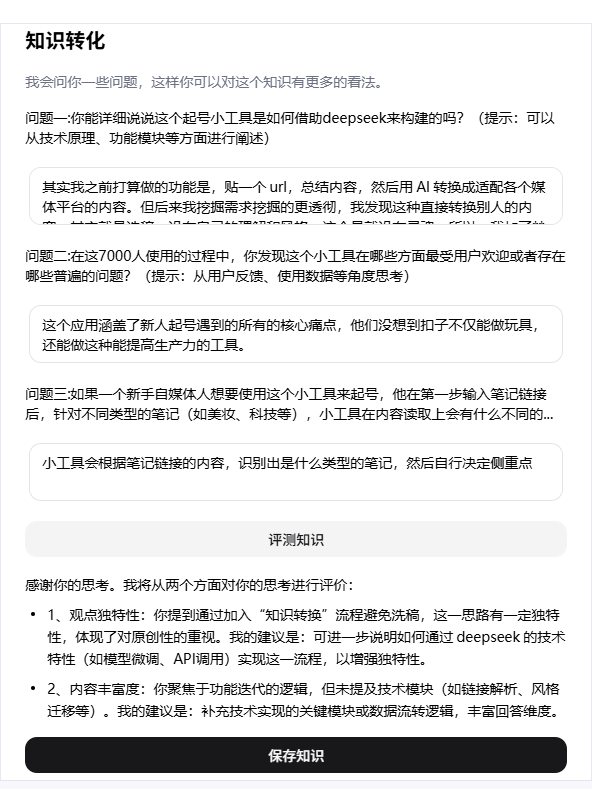 知识转化
我会问你一些问题，这样你可以对这个知识有更多的看法。
问题一:你能详细说说这个起号小工具是如何借助deepseek来构建的吗？（提示：可以
从技术原理、功能模块等方面进行阐述）
其实我之前打算做的功能是，贴一个 url，总结内容，然后用 AI 转换成适配各个媒
体平台的内容。但后来我挖掘需求挖掘的更透彻，我发现这种直接转换别人的内
问题二:在这7000人使用的过程中，你发现这个小工具在哪些方面最受用户欢迎或者存在
哪些普遍的问题？（提示：从用户反馈、使用数据等角度思考）
这个应用涵盖了新人起号遇到的所有的核心痛点，他们没想到扣子不仅能做玩具，
还能做这种能提高生产力的工具。
问题三:如果一个新手自媒体人想要使用这个小工具来起号，他在第一步输入笔记链接
后，针对不同类型的笔记（如美妆、科技等），小工具在内容读取上会有什么不同的...
小工具会根据笔记链接的内容，识别出是什么类型的笔记，然后自行决定侧重点
评测知识
感谢你的思考。我将从两个方面对你的思考进行评价：
• 1、观点独特性：你提到通过加入“知识转换”流程避免洗稿，这一思路有一定独特
性，体现了对原创性的重视。我的建议是：可进一步说明如何通过 deepseek 的技术
特性（如模型微调、API调用）实现这一流程，以增强独特性。
• 2、内容丰富度：你聚焦于功能迭代的逻辑，但未提及技术模块（如链接解析、风格
迁移等）。我的建议是：补充技术实现的关键模块或数据流转逻辑，丰富回答维度。
保存知识